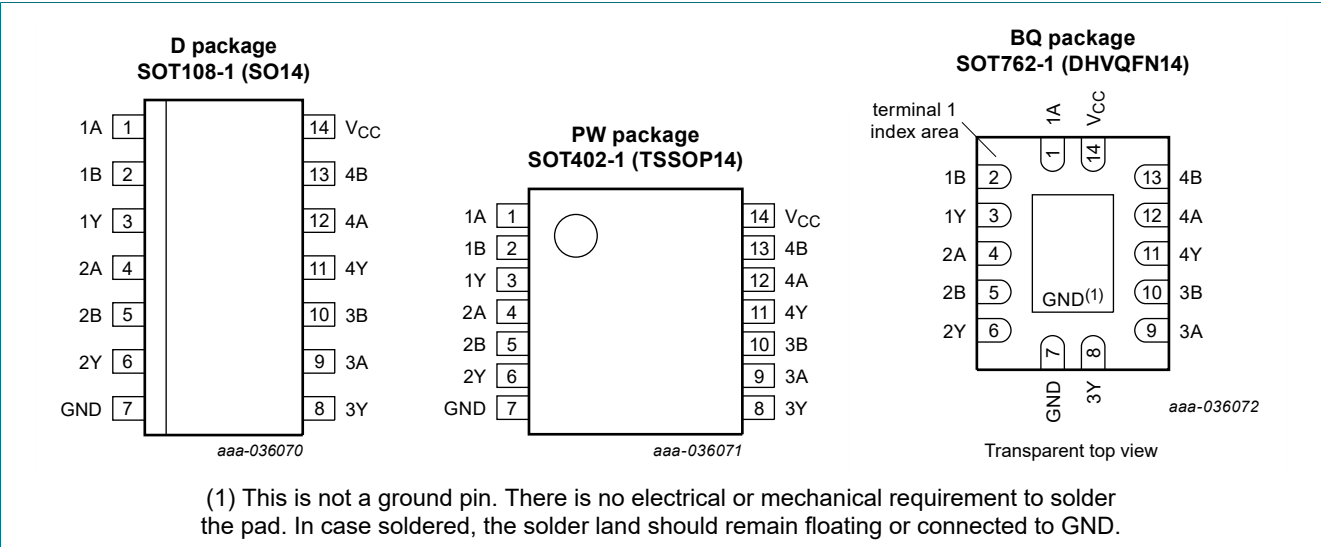 D package
SOT108-1 (SO14)
1A 1 14 VCC
1B 2 13 4B
1Y 3 12 4A
2A 4 11 4Y
2B 5 10 3B
2Y 6 9 3A
GND 7 8 3Y
aaa-036070
PW package
SOT402-1 (TSSOP14)
1A 1 14 VCC
1B 2 13 4B
1Y 3 12 4A
2A 4 11 4Y
2B 5 10 3B
2Y 6 9 3A
GND 7 8 3Y
aaa-036071
BQ package
SOT762-1 (DHVQFN14)
terminal 1
index area
1A VCC
1 14
1B 2 13 4B
1Y 3 12 4A
2A 4 11 4Y
2B 5 10 3B
GND(1)
2Y 6 9 3A
7 8
GND 3Y
aaa-036072
Transparent top view
(1) This is not a ground pin. There is no electrical or mechanical requirement to solder
the pad. In case soldered, the solder land should remain floating or connected to GND.